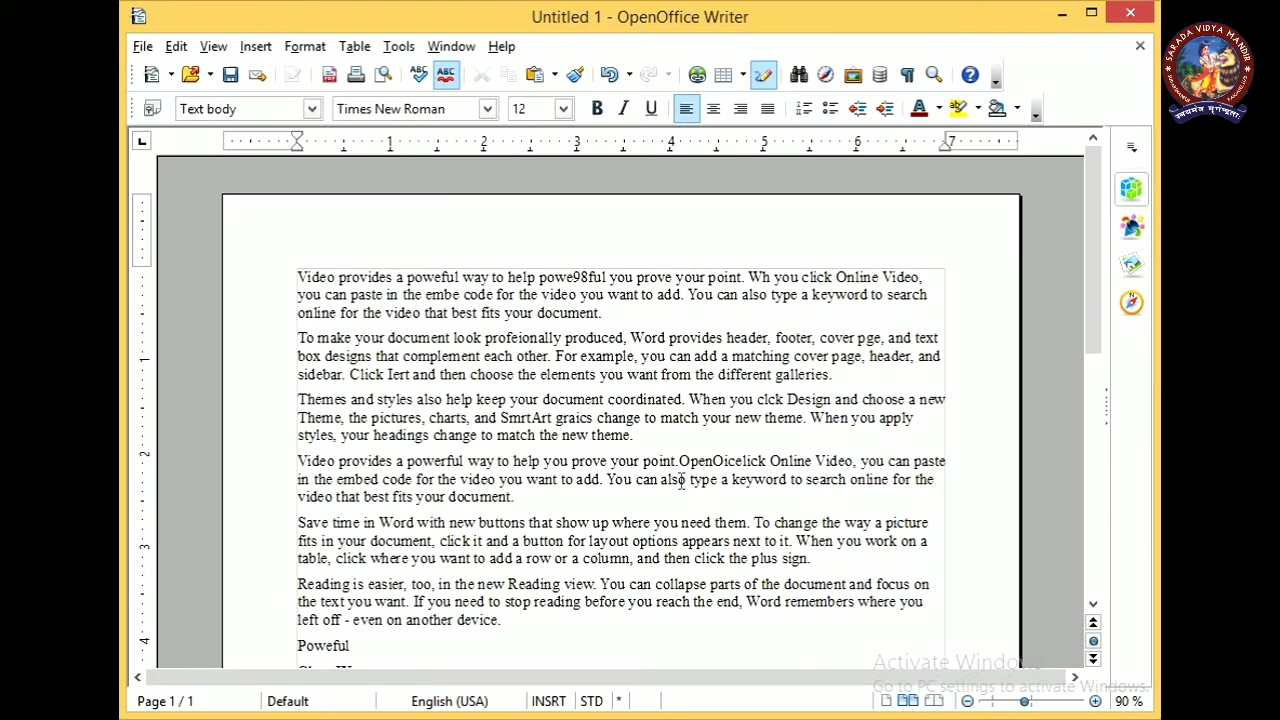 Untitled 1 - OpenOffice Writer
SARADA VIDYA MANDIR
File Edit View Insert Format Table Tools Window Help
Text body Times New Roman 12 B I U
1 2 3 4 5 6 7
Video provides a poweful way to help powe98ful you prove your point. Wh you click Online Video,
you can paste in the embe code for the video you want to add. You can also type a keyword to search
online for the video that best fits your document.
To make your document look profeionally produced, Word provides header, footer, cover pge, and text
box designs that complement each other. For example, you can add a matching cover page, header, and
sidebar. Click Iert and then choose the elements you want from the different galleries.
Themes and styles also help keep your document coordinated. When you clck Design and choose a new
Theme, the pictures, charts, and SmrtArt graics change to match your new theme. When you apply
styles, your headings change to match the new theme.
Video provides a powerful way to help you prove your point.OpenOicelick Online Video, you can paste
in the embed code for the video you want to add. You can also type a keyword to search online for the
video that best fits your document.
Save time in Word with new buttons that show up where you need them. To change the way a picture
fits in your document, click it and a button for layout options appears next to it. When you work on a
table, click where you want to add a row or a column, and then click the plus sign.
Reading is easier, too, in the new Reading view. You can collapse parts of the document and focus on
the text you want. If you need to stop reading before you reach the end, Word remembers where you
left off - even on another device.
Poweful
1
2
3
4
Activate Windows
Go to PC settings to activate Windows.
Page 1 / 1 Default English (USA) INSRT STD * 90 %